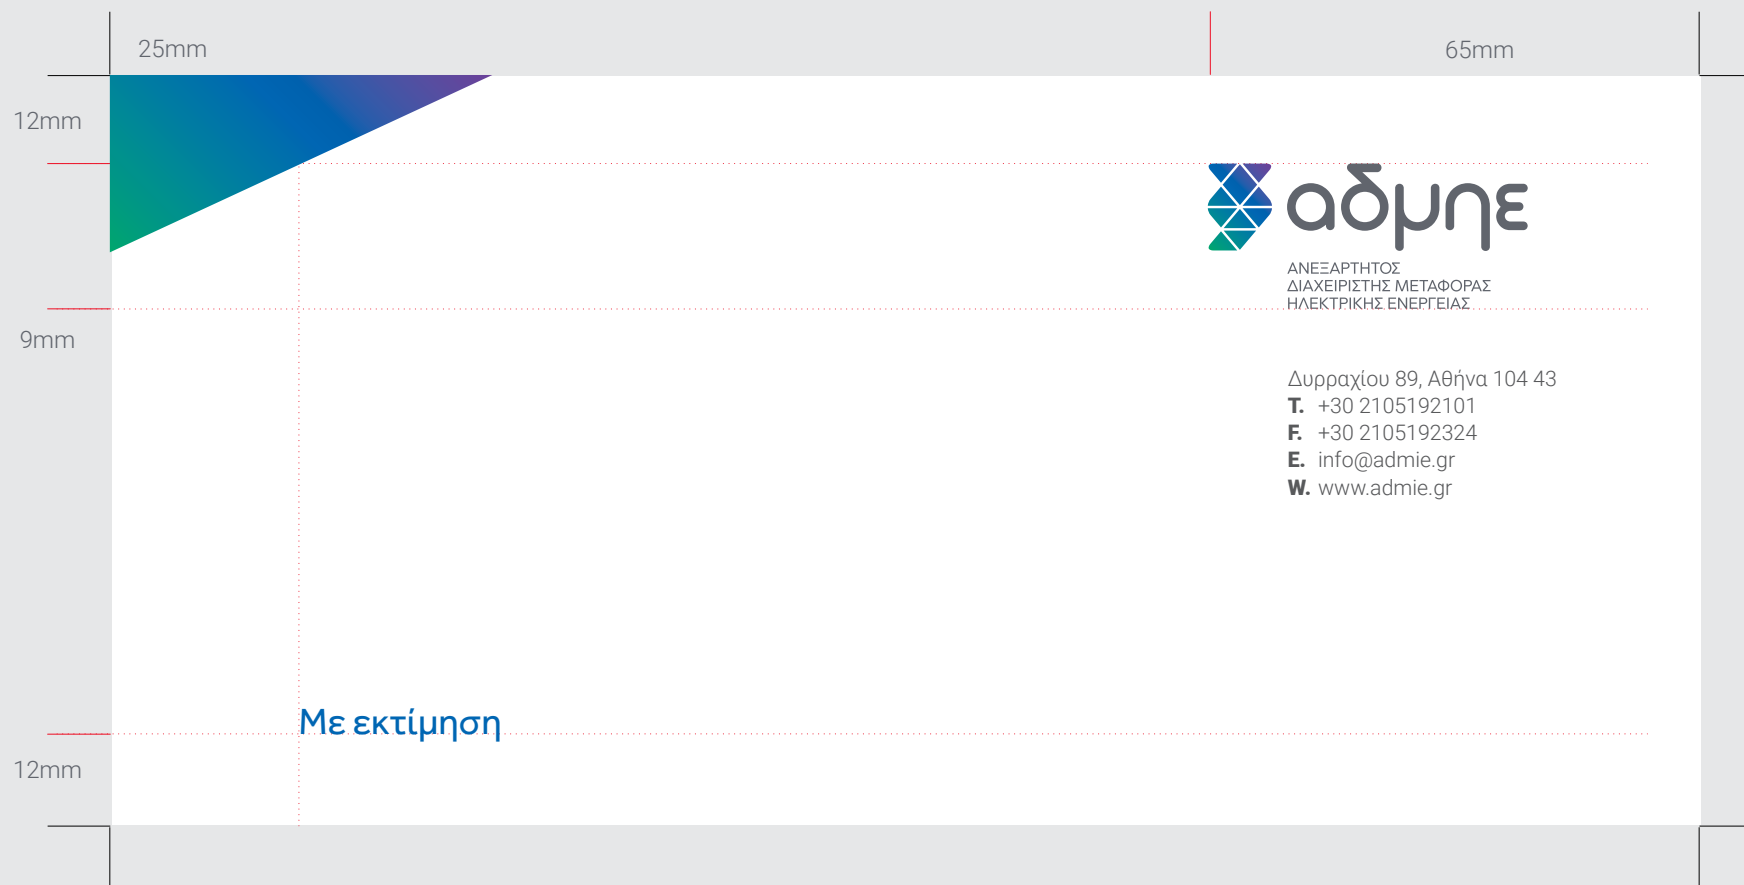 25mm
65mm
12mm
αδμηε
ΑΝΕΞΑΡΤΗΤΟΣ
ΔΙΑΧΕΙΡΙΣΤΗΣ ΜΕΤΑΦΟΡΑΣ
ΗΛΕΚΤΡΙΚΗΣ ΕΝΕΡΓΕΙΑΣ
9mm
Δυρραχίου 89, Αθήνα 104 43
T. +30 2105192101
F. +30 2105192324
E. info@admie.gr
W. www.admie.gr
Με εκτίμηση
12mm